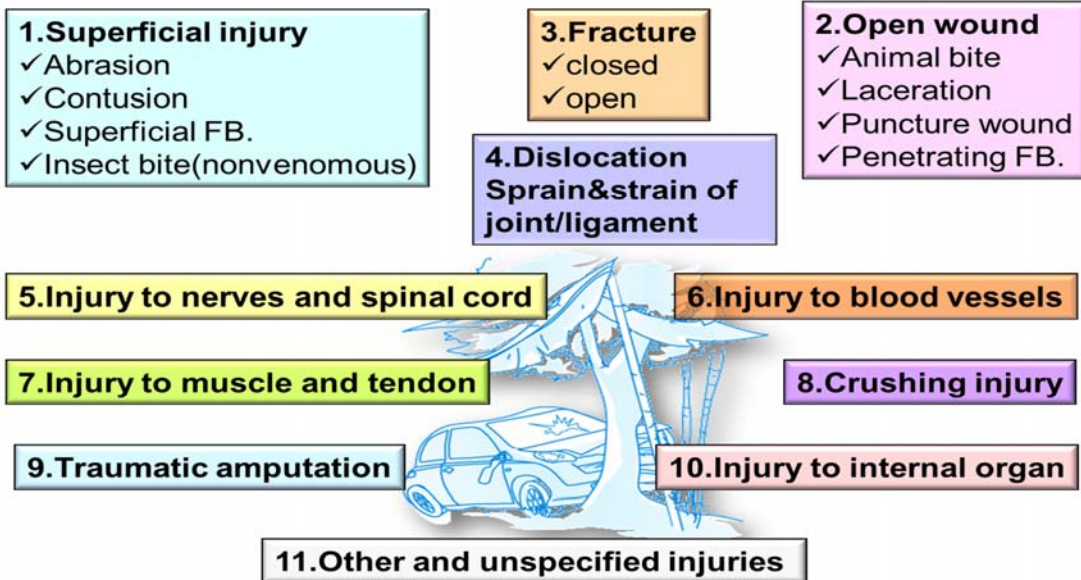 1.Superficial injury
✓Abrasion
✓Contusion
✓Superficial FB.
✓Insect bite(nonvenomous)
2.Open wound
✓Animal bite
✓Laceration
✓Puncture wound
✓Penetrating FB.
3.Fracture
✓closed
✓open
4.Dislocation
Sprain&strain of
joint/ligament
5.Injury to nerves and spinal cord
6.Injury to blood vessels
7.Injury to muscle and tendon
8.Crushing injury
9.Traumatic amputation
10.Injury to internal organ
11.Other and unspecified injuries